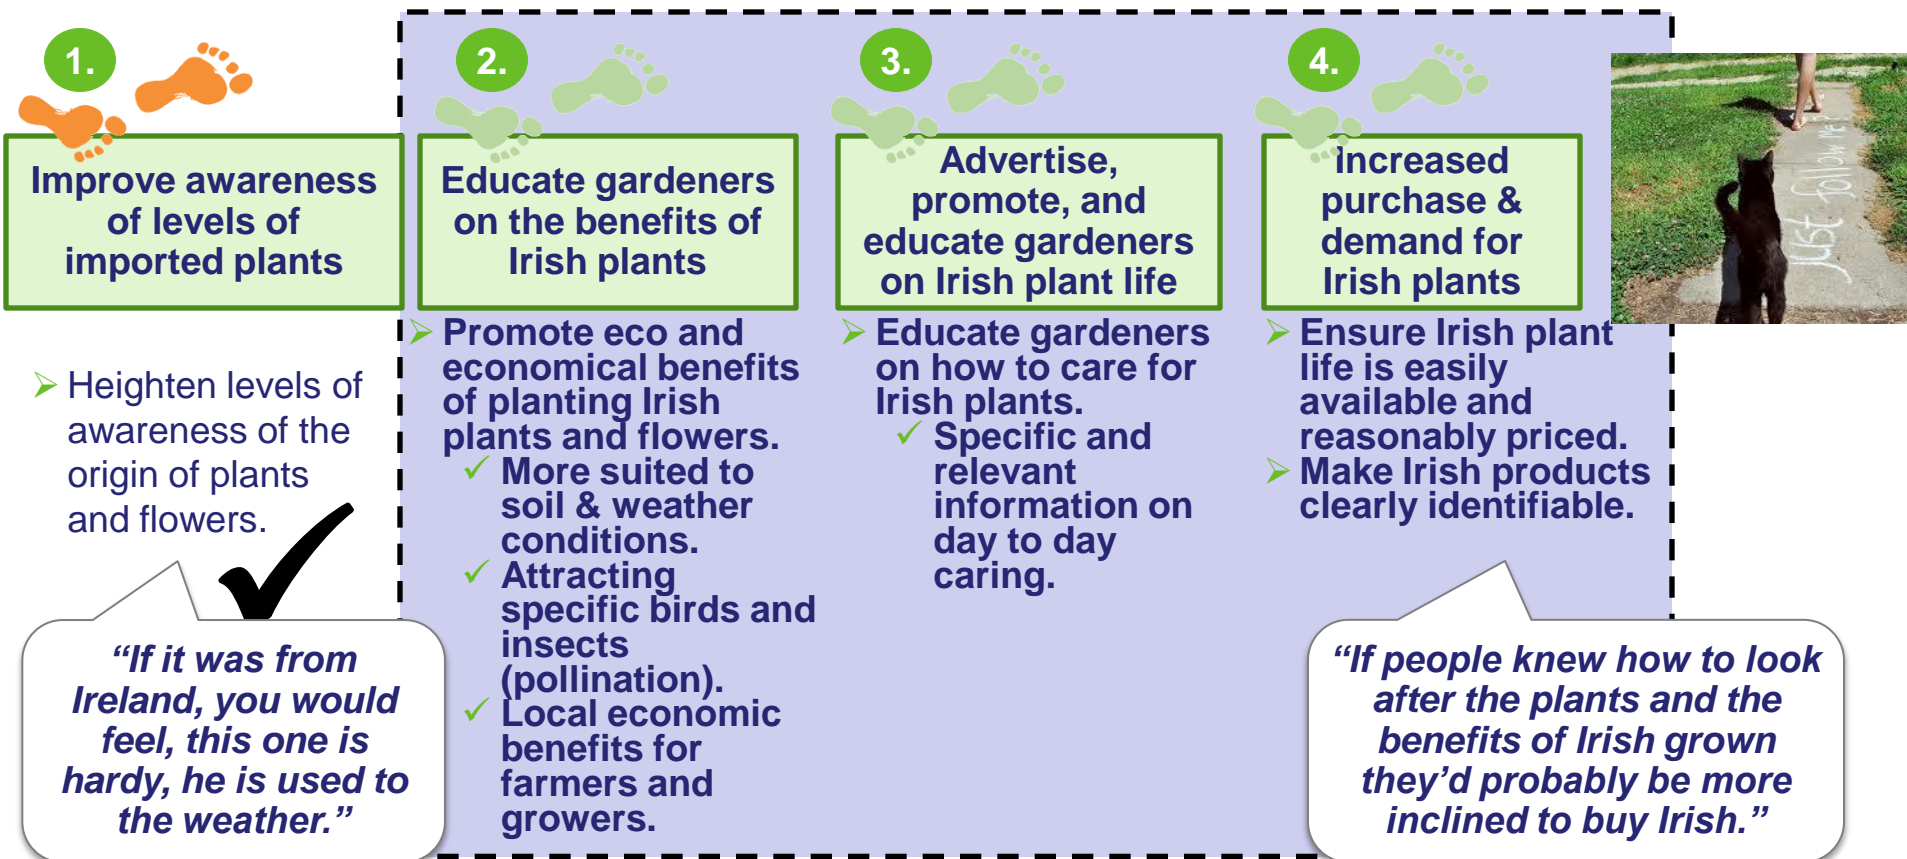 1.
Improve awareness
of levels of
imported plants
➢ Heighten levels of
awareness of the
origin of plants
and flowers.
“If it was from
Ireland, you would
feel, this one is
hardy, he is used to
the weather.”
2.
Educate gardeners
on the benefits of
Irish plants
➢ Promote eco and
economical benefits
of planting Irish
plants and flowers.
✓ More suited to
soil & weather
conditions.
✓ Attracting
specific birds and
insects
(pollination).
✓ Local economic
benefits for
farmers and
growers.
3.
Advertise,
promote, and
educate gardeners
on Irish plant life
➢ Educate gardeners
on how to care for
Irish plants.
✓ Specific and
relevant
information on
day to day
caring.
4.
Increased
purchase &
demand for
Irish plants
➢ Ensure Irish plant
life is easily
available and
reasonably priced.
➢ Make Irish products
clearly identifiable.
“If people knew how to look
after the plants and the
benefits of Irish grown
they’d probably be more
inclined to buy Irish.”
Just follow me?